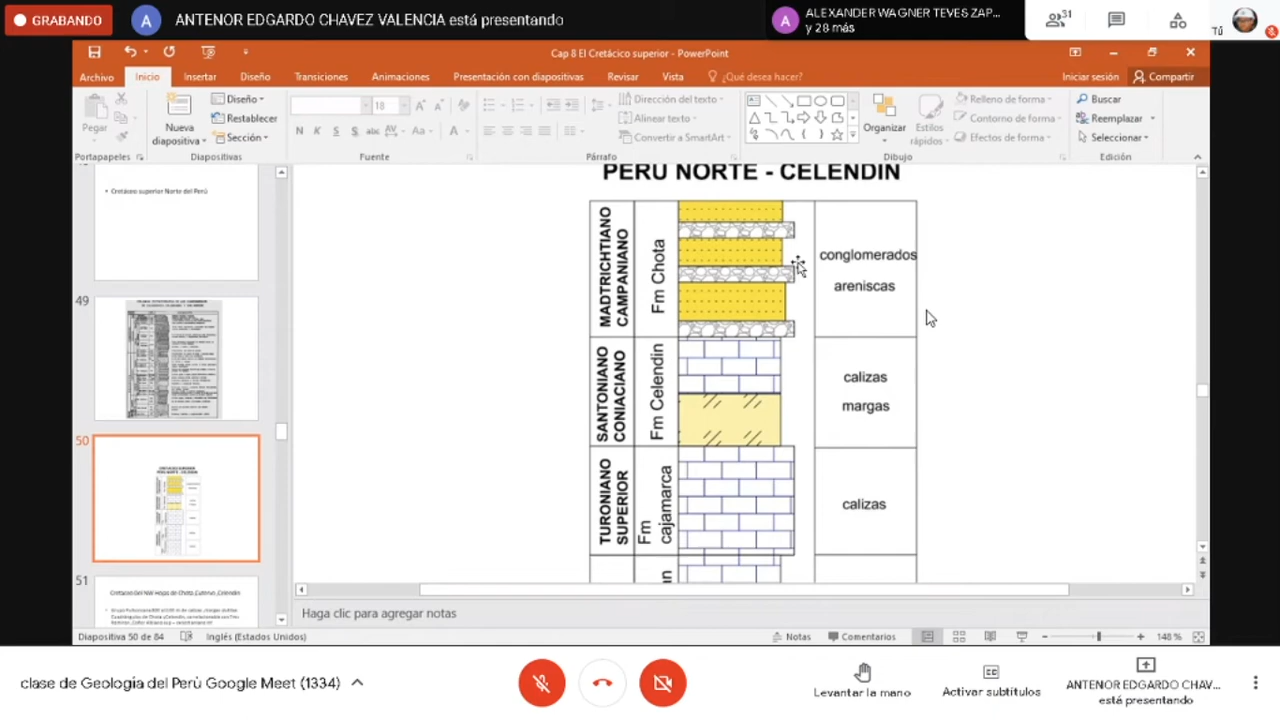 GRABANDO
A
ANTENOR EDGARDO CHAVEZ VALENCIA está presentando
A
ALEXANDER WAGNER TEVES ZAP...
y 28 más
31
Tú
Cap 8 El Cretácico superior - PowerPoint
Archivo
Inicio
Insertar
Diseño
Transiciones
Animaciones
Presentación con diapositivas
Revisar
Vista
¿Qué desea hacer?
Iniciar sesión
Compartir
Pegar
Nueva
diapositiva
Diseño
Restablecer
Sección
18
N K S S abc AV Aa A
Dirección del texto
Alinear texto
Convertir a SmartArt
Organizar
Estilos
rápidos
Relleno de forma
Contorno de forma
Efectos de forma
Buscar
Reemplazar
Seleccionar
Portapapeles
Diapositivas
Fuente
Párrafo
Dibujo
Edición
• Cretáceo superior Norte del Perú
49
50
51
PERU NORTE - CELENDIN
MADTRICHTIANO
CAMPANIANO
Fm Chota
conglomerados
areniscas
SANTONIANO
CONIACIANO
Fm Celendin
calizas
margas
TURONIANO
SUPERIOR
Fm
cajamarca
calizas
Haga clic para agregar notas
Diapositiva 50 de 84
Inglés (Estados Unidos)
Notas
Comentarios
148 %
clase de Geología del Perú Google Meet (1334)
Levantar la mano
Activar subtítulos
ANTENOR EDGARDO CHAV...
está presentando